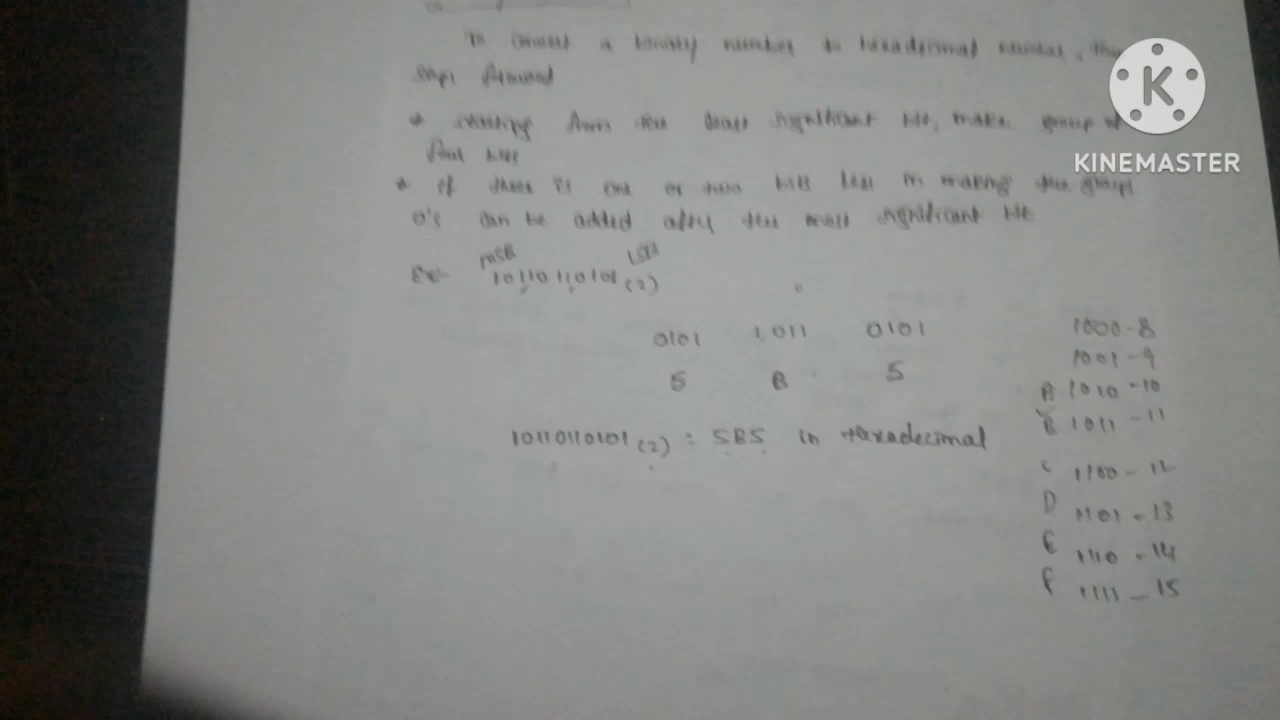 To convert a binary number to hexadecimal number, the
steps followed
* starting from the least significant bit, make group of
four bits
* if there is one or two bits less in making the groups
0's can be added after the most significant bit
MSB LSB
Ex:- 10110110101 (2)
0101 1011 0101
5 B 5
10110110101 (2) = 5B5 in Hexadecimal
1000 - 8
1001 - 9
A 1010 - 10
B 1011 - 11
C 1100 - 12
D 1101 - 13
E 1110 - 14
F 1111 - 15
K
KINEMASTER